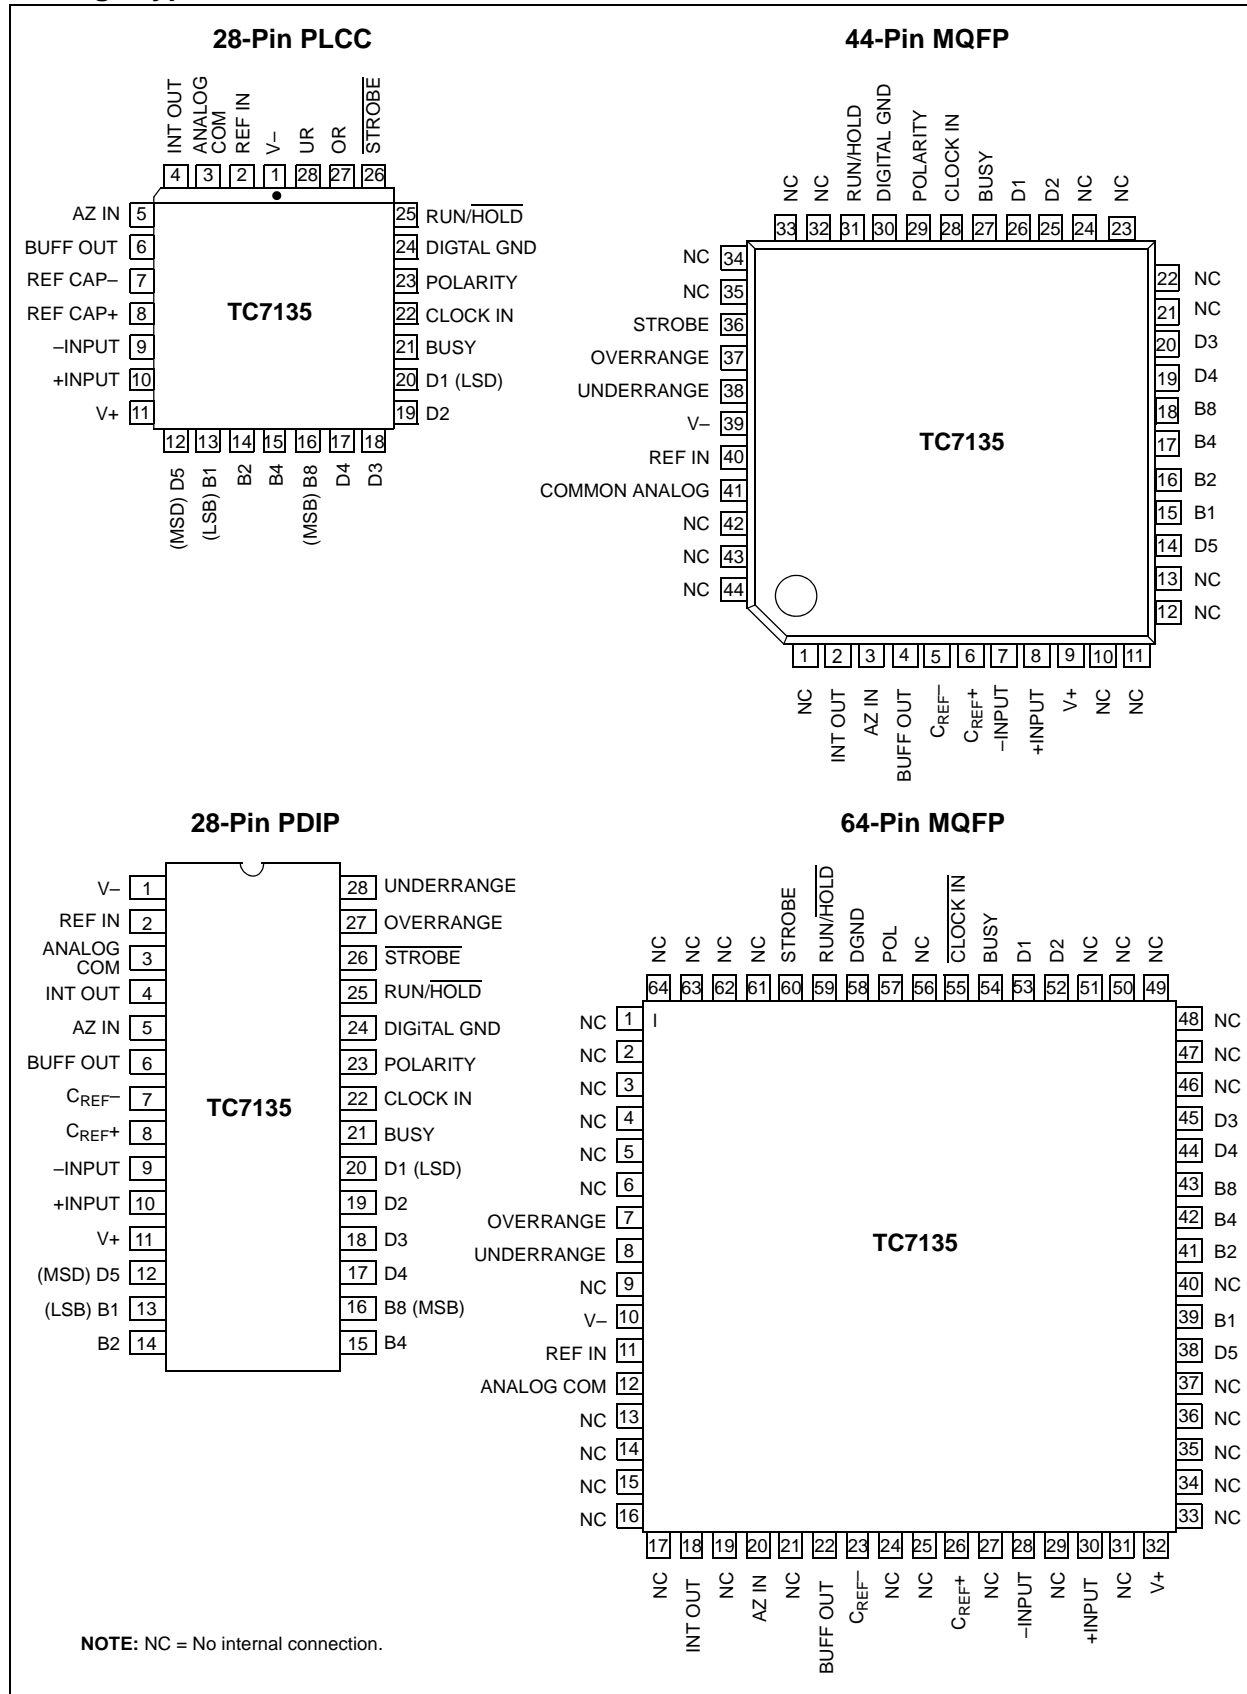 28-Pin PLCC
INT OUT
ANALOG
COM
REF IN
V–
UR
OR
STROBE
4 3 2 1 28 27 26
AZ IN 5
BUFF OUT 6
REF CAP– 7
REF CAP+ 8
–INPUT 9
+INPUT 10
V+ 11
TC7135
25 RUN/HOLD
24 DIGTAL GND
23 POLARITY
22 CLOCK IN
21 BUSY
20 D1 (LSD)
19 D2
12 13 14 15 16 17 18
(MSD) D5
(LSB) B1
B2
B4
(MSB) B8
D4
D3
44-Pin MQFP
NC
NC
RUN/HOLD
DIGITAL GND
POLARITY
CLOCK IN
BUSY
D1
D2
NC
NC
33 32 31 30 29 28 27 26 25 24 23
NC 34
NC 35
STROBE 36
OVERRANGE 37
UNDERRANGE 38
V– 39
REF IN 40
COMMON ANALOG 41
NC 42
NC 43
NC 44
TC7135
22 NC
21 NC
20 D3
19 D4
18 B8
17 B4
16 B2
15 B1
14 D5
13 NC
12 NC
1 2 3 4 5 6 7 8 9 10 11
NC
INT OUT
AZ IN
BUFF OUT
CREF–
CREF+
–INPUT
+INPUT
V+
NC
NC
28-Pin PDIP
V– 1
REF IN 2
ANALOG
COM 3
INT OUT 4
AZ IN 5
BUFF OUT 6
CREF– 7
CREF+ 8
–INPUT 9
+INPUT 10
V+ 11
(MSD) D5 12
(LSB) B1 13
B2 14
TC7135
28 UNDERRANGE
27 OVERRANGE
26 STROBE
25 RUN/HOLD
24 DIGiTAL GND
23 POLARITY
22 CLOCK IN
21 BUSY
20 D1 (LSD)
19 D2
18 D3
17 D4
16 B8 (MSB)
15 B4
64-Pin MQFP
NC
NC
NC
NC
STROBE
RUN/HOLD
DGND
POL
NC
CLOCK IN
BUSY
D1
D2
NC
NC
NC
64 63 62 61 60 59 58 57 56 55 54 53 52 51 50 49
NC 1 I
NC 2
NC 3
NC 4
NC 5
NC 6
OVERRANGE 7
UNDERRANGE 8
NC 9
V– 10
REF IN 11
ANALOG COM 12
NC 13
NC 14
NC 15
NC 16
TC7135
48 NC
47 NC
46 NC
45 D3
44 D4
43 B8
42 B4
41 B2
40 NC
39 B1
38 D5
37 NC
36 NC
35 NC
34 NC
33 NC
17 18 19 20 21 22 23 24 25 26 27 28 29 30 31 32
NC
INT OUT
NC
AZ IN
NC
BUFF OUT
CREF–
NC
NC
CREF+
NC
–INPUT
NC
+INPUT
NC
V+
NOTE: NC = No internal connection.